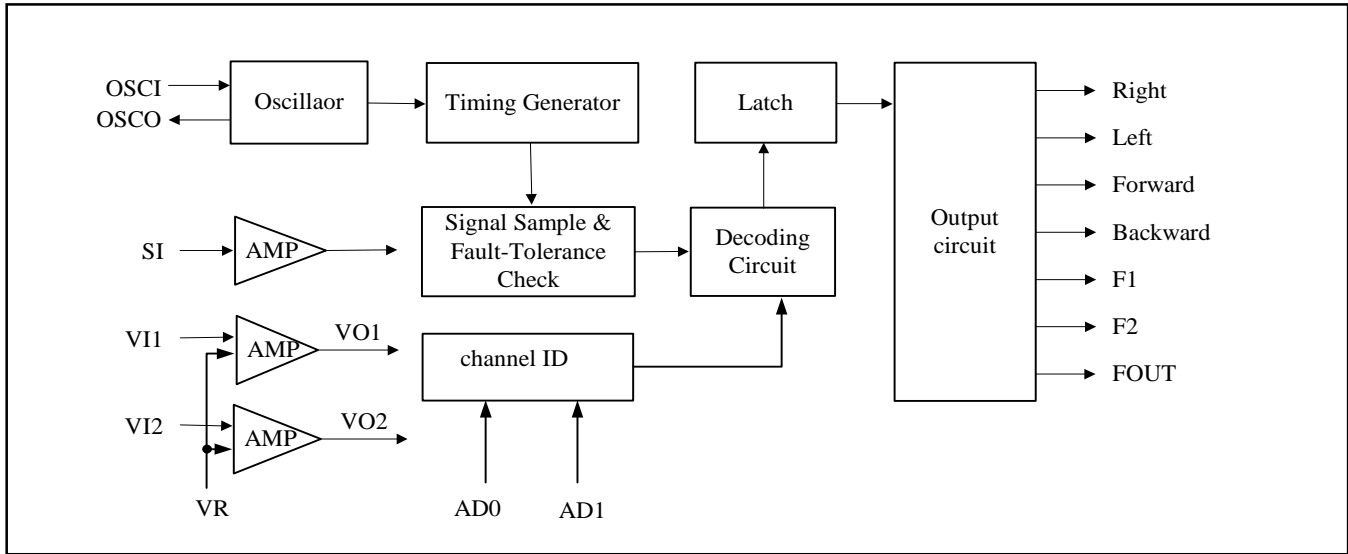 OSCI
OSCO
Oscillaor
Timing Generator
Latch
Right
Left
Forward
Backward
F1
F2
FOUT
Output
circuit
SI
AMP
Signal Sample &
Fault-Tolerance
Check
Decoding
Circuit
VI1
AMP
VO1
channel ID
VI2
AMP
VO2
VR
AD0
AD1